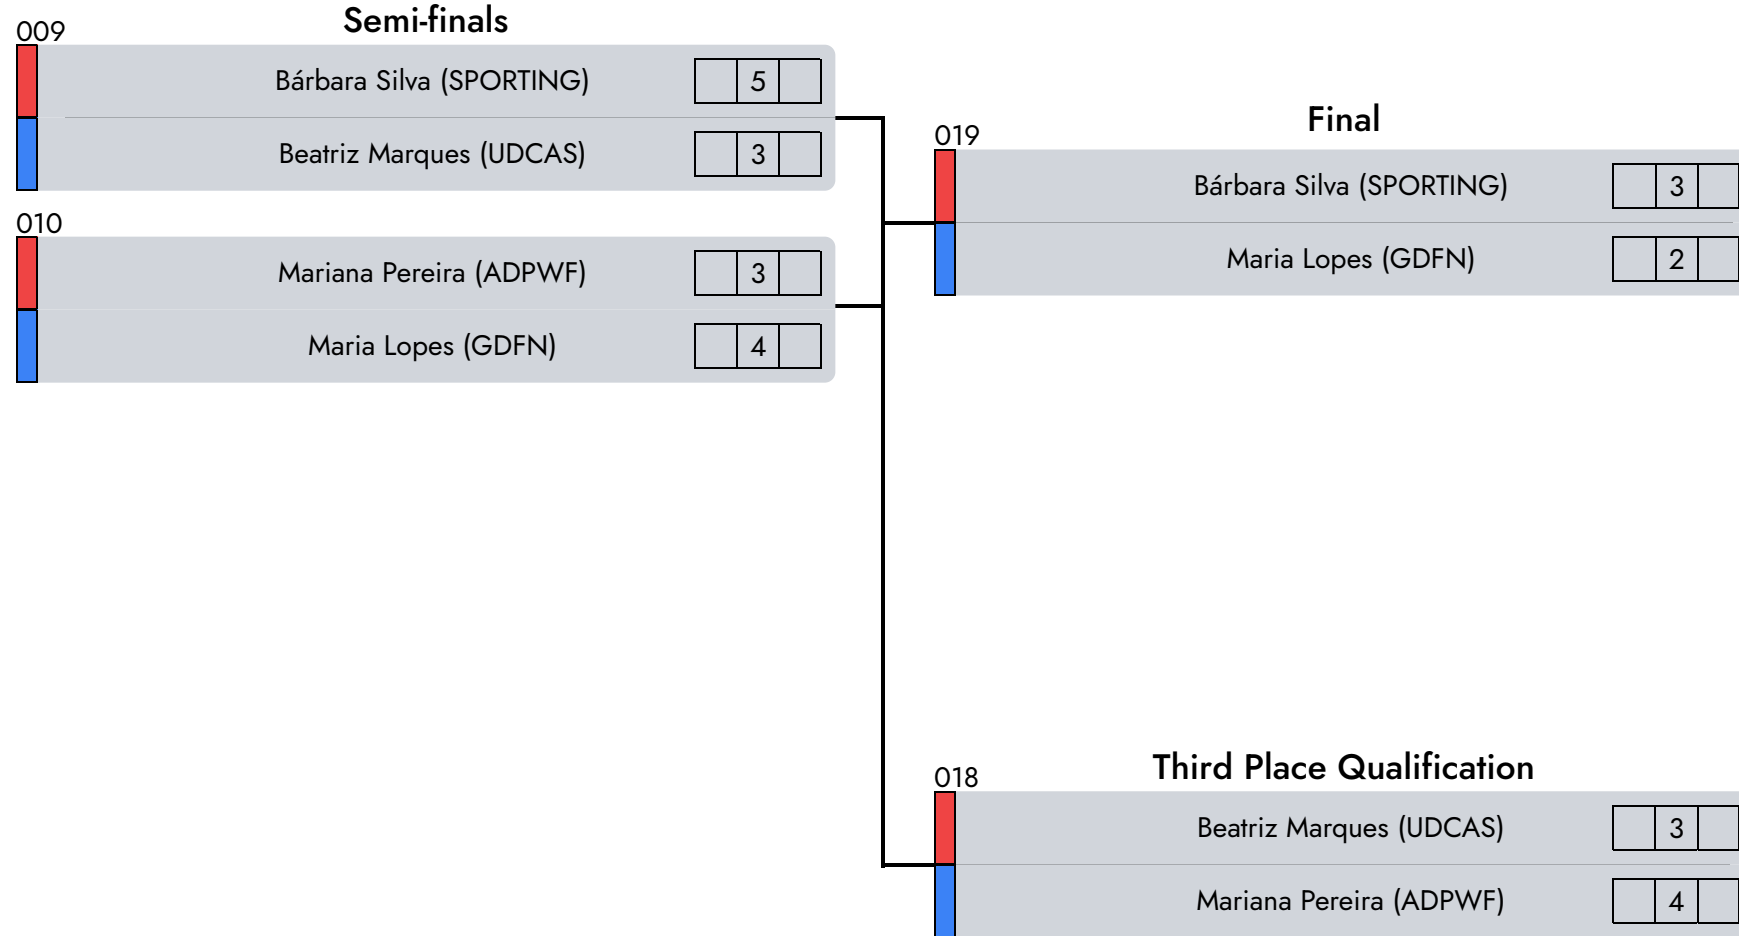 Semi-finals
009
Bárbara Silva (SPORTING) 5
Beatriz Marques (UDCAS) 3
010
Mariana Pereira (ADPWF) 3
Maria Lopes (GDFN) 4
Final
019
Bárbara Silva (SPORTING) 3
Maria Lopes (GDFN) 2
Third Place Qualification
018
Beatriz Marques (UDCAS) 3
Mariana Pereira (ADPWF) 4